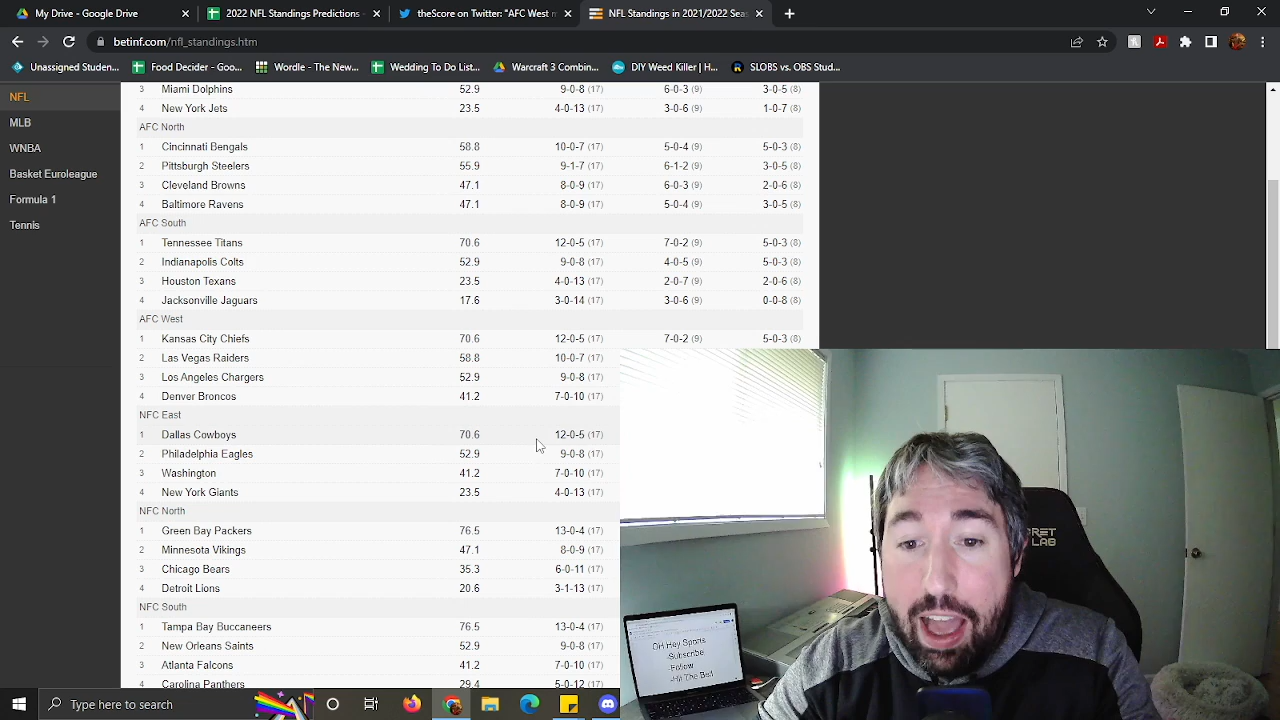 My Drive - Google Drive
2022 NFL Standings Predictions -
theScore on Twitter: "AFC West m
NFL Standings in 2021/2022 Seas
betinf.com/nfl_standings.htm
Unassigned Studen...
Food Decider - Goo...
Wordle - The New...
Wedding To Do List...
Warcraft 3 Combin...
DIY Weed Killer | H...
SLOBS vs. OBS Stud...
NFL
MLB
WNBA
Basket Euroleague
Formula 1
Tennis
3 Miami Dolphins 52.9 9-0-8 (17) 6-0-3 (9) 3-0-5 (8)
4 New York Jets 23.5 4-0-13 (17) 3-0-6 (9) 1-0-7 (8)
AFC North
1 Cincinnati Bengals 58.8 10-0-7 (17) 5-0-4 (9) 5-0-3 (8)
2 Pittsburgh Steelers 55.9 9-1-7 (17) 6-1-2 (9) 3-0-5 (8)
3 Cleveland Browns 47.1 8-0-9 (17) 6-0-3 (9) 2-0-6 (8)
4 Baltimore Ravens 47.1 8-0-9 (17) 5-0-4 (9) 3-0-5 (8)
AFC South
1 Tennessee Titans 70.6 12-0-5 (17) 7-0-2 (9) 5-0-3 (8)
2 Indianapolis Colts 52.9 9-0-8 (17) 4-0-5 (9) 5-0-3 (8)
3 Houston Texans 23.5 4-0-13 (17) 2-0-7 (9) 2-0-6 (8)
4 Jacksonville Jaguars 17.6 3-0-14 (17) 3-0-6 (9) 0-0-8 (8)
AFC West
1 Kansas City Chiefs 70.6 12-0-5 (17) 7-0-2 (9) 5-0-3 (8)
2 Las Vegas Raiders 58.8 10-0-7 (17)
3 Los Angeles Chargers 52.9 9-0-8 (17)
4 Denver Broncos 41.2 7-0-10 (17)
NFC East
1 Dallas Cowboys 70.6 12-0-5 (17)
2 Philadelphia Eagles 52.9 9-0-8 (17)
3 Washington 41.2 7-0-10 (17)
4 New York Giants 23.5 4-0-13 (17)
NFC North
1 Green Bay Packers 76.5 13-0-4 (17)
2 Minnesota Vikings 47.1 8-0-9 (17)
3 Chicago Bears 35.3 6-0-11 (17)
4 Detroit Lions 20.6 3-1-13 (17)
NFC South
1 Tampa Bay Buccaneers 76.5 13-0-4 (17)
2 New Orleans Saints 52.9 9-0-8 (17)
3 Atlanta Falcons 41.2 7-0-10 (17)
4 Carolina Panthers 29.4 5-0-12 (17)
OH Hey Sports
-Subscribe
-Follow
-Hit The Bell
RET
LAB
Type here to search